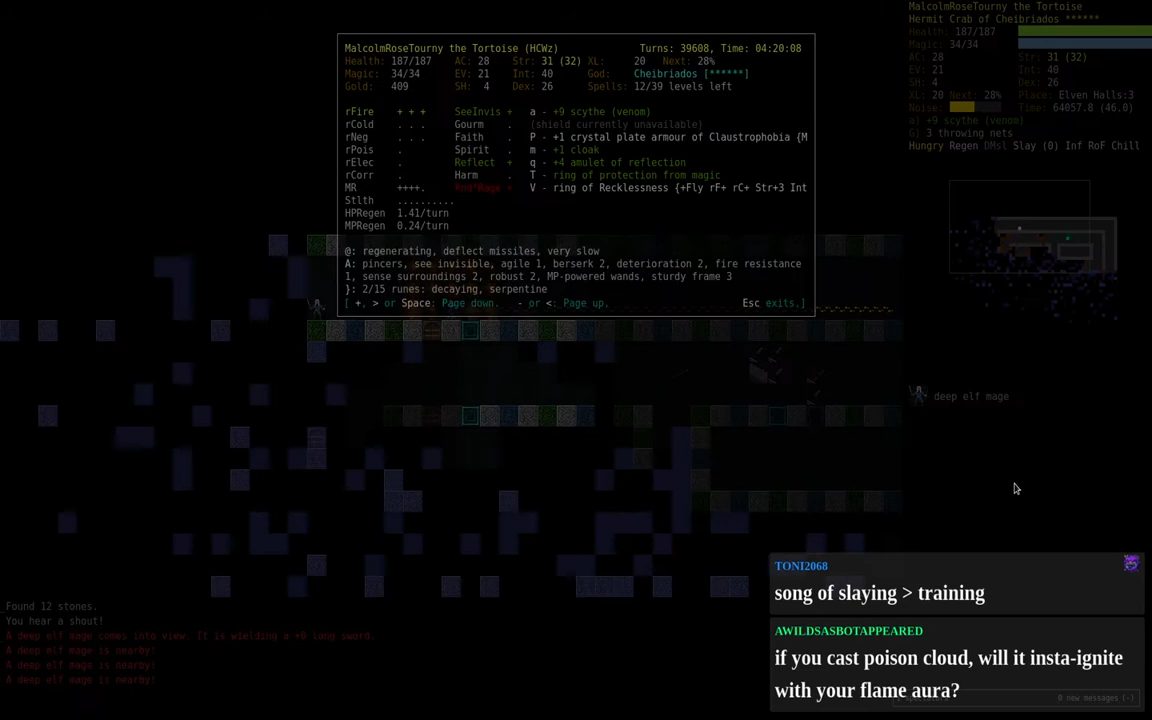 MalcolmRoseTourny the Tortoise
Hermit Crab of Cheibriados ******
Health: 187/187
Magic: 34/34
AC: 28 Str: 31 (32)
EV: 21 Int: 40
SH: 4 Dex: 26
XL: 20 Next: 28% Place: Elven Halls:3
Noise: Time: 64057.8 (46.0)
a) +9 scythe (venom)
G) 3 throwing nets
Hungry Regen DMsl Slay (0) Inf RoF Chill
MalcolmRoseTourny the Tortoise (HCWz) Turns: 39608, Time: 04:20:08
Health: 187/187 AC: 28 Str: 31 (32) XL: 20 Next: 28%
Magic: 34/34 EV: 21 Int: 40 God: Cheibriados [******]
Gold: 409 SH: 4 Dex: 26 Spells: 12/39 levels left
rFire + + + SeeInvis + a - +9 scythe (venom)
rCold . . . Gourm . (shield currently unavailable)
rNeg . . . Faith . P - +1 crystal plate armour of Claustrophobia {M
rPois . Spirit . m - +1 cloak
rElec . Reflect + q - +4 amulet of reflection
rCorr . Harm . T - ring of protection from magic
MR ++++. Rnd*Rage + V - ring of Recklessness {+Fly rF+ rC+ Str+3 Int
Stlth ..........
HPRegen 1.41/turn
MPRegen 0.24/turn
@: regenerating, deflect missiles, very slow
A: pincers, see invisible, agile 1, berserk 2, deterioration 2, fire resistance
1, sense surroundings 2, robust 2, MP-powered wands, sturdy frame 3
}: 2/15 runes: decaying, serpentine
[ +, > or Space: Page down. - or <: Page up. Esc exits.]
deep elf mage
Found 12 stones.
You hear a shout!
A deep elf mage comes into view. It is wielding a +0 long sword.
A deep elf mage is nearby!
A deep elf mage is nearby!
A deep elf mage is nearby!
TONI2068
song of slaying > training
AWILDSASBOTAPPEARED
if you cast poison cloud, will it insta-ignite
with your flame aura?
0 new messages (-)